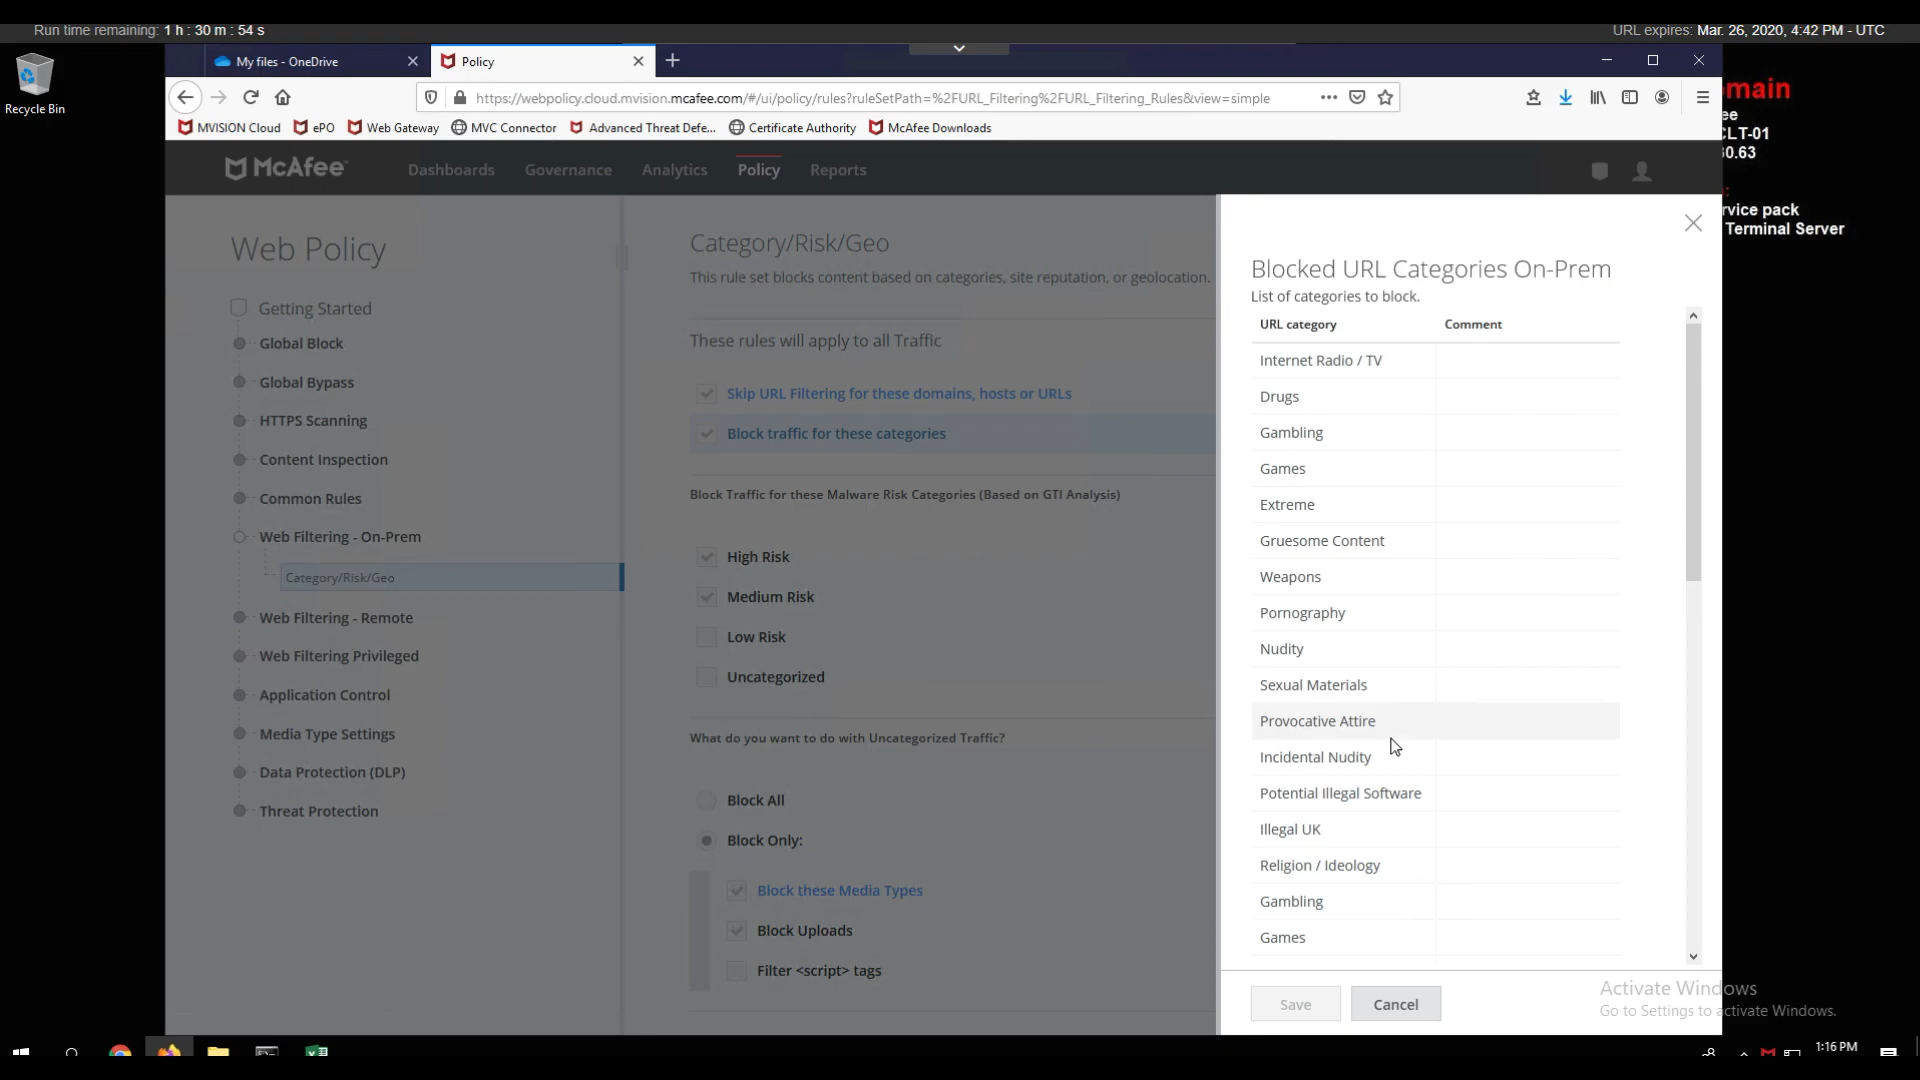 Run time remaining: 1 h : 30 m : 54 s
URL expires: Mar. 26, 2020, 4:42 PM - UTC
Recycle Bin
My files - OneDrive
Policy
https://webpolicy.cloud.mvision.mcafee.com/#/ui/policy/rules?ruleSetPath=%2FURL_Filtering%2FURL_Filtering_Rules&view=simple
MVISION Cloud
ePO
Web Gateway
MVC Connector
Advanced Threat Defe...
Certificate Authority
McAfee Downloads
main
ee
CLT-01
60.63
rvice pack
Terminal Server
McAfee
Dashboards
Governance
Analytics
Policy
Reports
Web Policy
Getting Started
Global Block
Global Bypass
HTTPS Scanning
Content Inspection
Common Rules
Web Filtering - On-Prem
Category/Risk/Geo
Web Filtering - Remote
Web Filtering Privileged
Application Control
Media Type Settings
Data Protection (DLP)
Threat Protection
Category/Risk/Geo
This rule set blocks content based on categories, site reputation, or geolocation.
These rules will apply to all Traffic
Skip URL Filtering for these domains, hosts or URLs
Block traffic for these categories
Block Traffic for these Malware Risk Categories (Based on GTI Analysis)
High Risk
Medium Risk
Low Risk
Uncategorized
What do you want to do with Uncategorized Traffic?
Block All
Block Only:
Block these Media Types
Block Uploads
Filter <script> tags
Blocked URL Categories On-Prem
List of categories to block.
URL category Comment
Internet Radio / TV
Drugs
Gambling
Games
Extreme
Gruesome Content
Weapons
Pornography
Nudity
Sexual Materials
Provocative Attire
Incidental Nudity
Potential Illegal Software
Illegal UK
Religion / Ideology
Gambling
Games
Save
Cancel
Activate Windows
Go to Settings to activate Windows.
1:16 PM